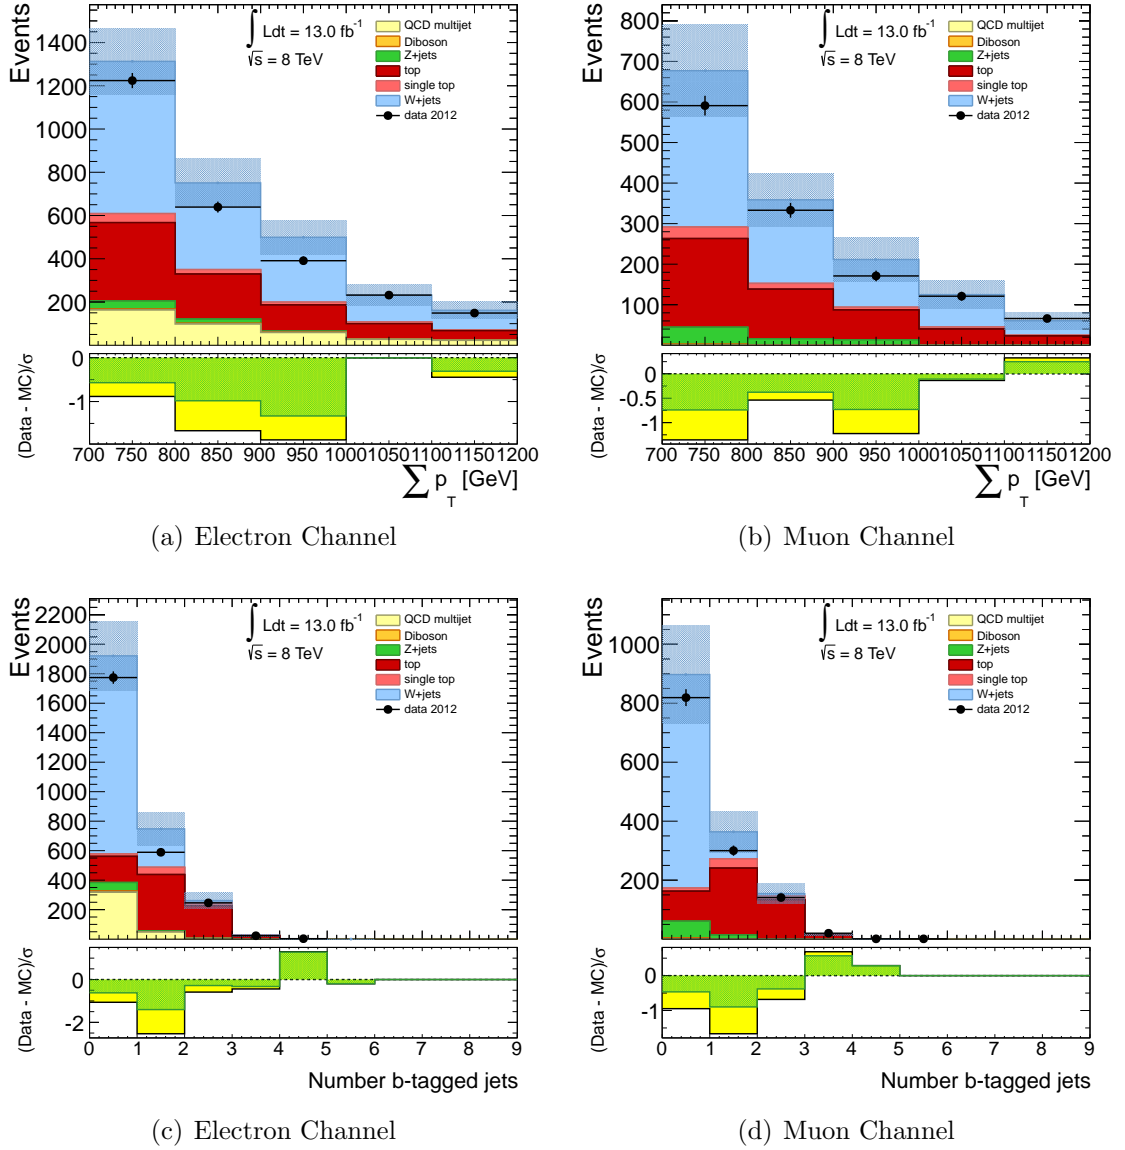 Events
1400
1200
1000
800
600
400
200
∫ Ldt = 13.0 fb⁻¹
√s = 8 TeV
QCD multijet
Diboson
Z+jets
top
single top
W+jets
data 2012
(Data - MC)/σ
0
-1
700 750 800 850 900 950 1000 1050 1100 1150 1200
∑ p_T [GeV]
(a) Electron Channel
Events
800
700
600
500
400
300
200
100
∫ Ldt = 13.0 fb⁻¹
√s = 8 TeV
QCD multijet
Diboson
Z+jets
top
single top
W+jets
data 2012
(Data - MC)/σ
0
-0.5
-1
700 750 800 850 900 950 1000 1050 1100 1150 1200
∑ p_T [GeV]
(b) Muon Channel
Events
2200
2000
1800
1600
1400
1200
1000
800
600
400
200
∫ Ldt = 13.0 fb⁻¹
√s = 8 TeV
QCD multijet
Diboson
Z+jets
top
single top
W+jets
data 2012
(Data - MC)/σ
0
-2
0 1 2 3 4 5 6 7 8 9
Number b-tagged jets
(c) Electron Channel
Events
1000
800
600
400
200
∫ Ldt = 13.0 fb⁻¹
√s = 8 TeV
QCD multijet
Diboson
Z+jets
top
single top
W+jets
data 2012
(Data - MC)/σ
0
-1
0 1 2 3 4 5 6 7 8 9
Number b-tagged jets
(d) Muon Channel